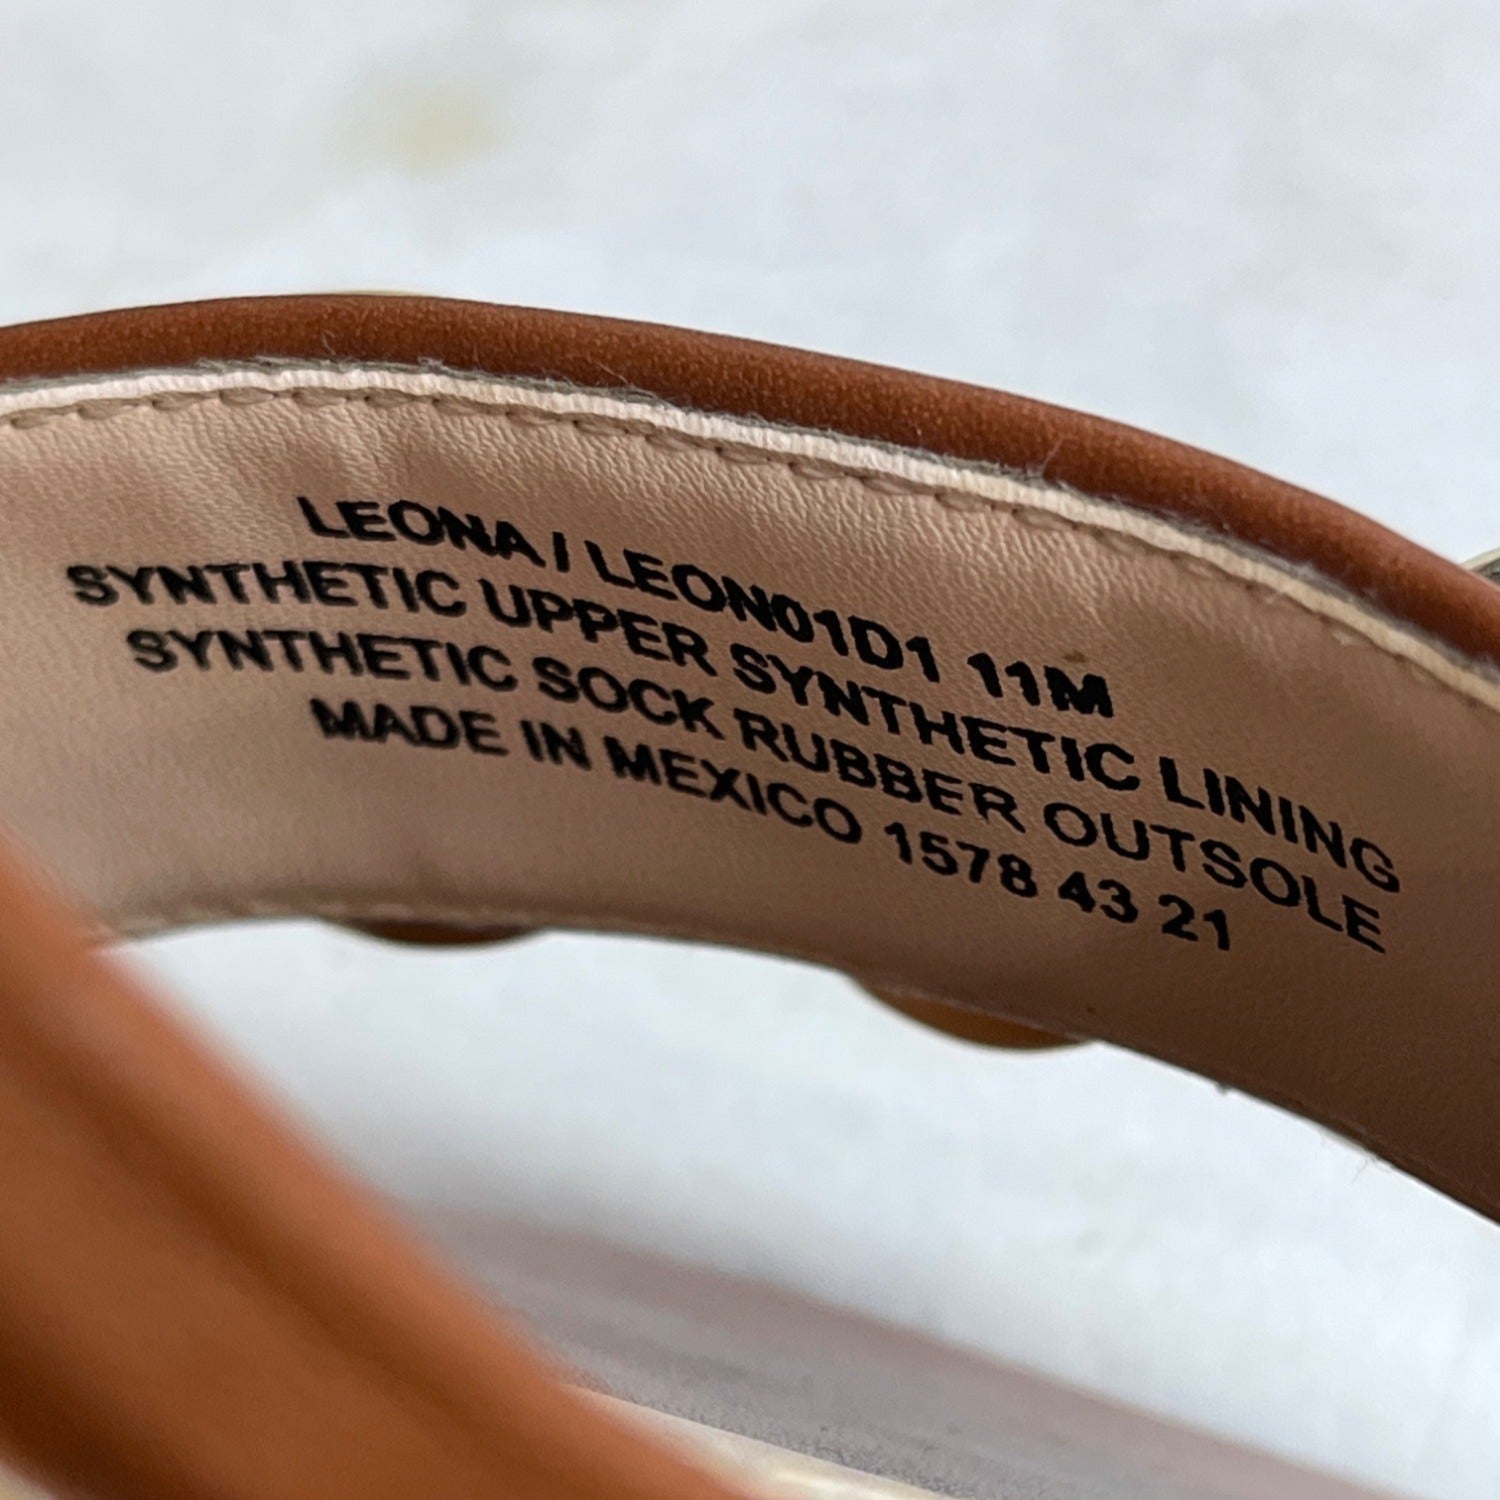 LEONA / LEON01D1 11M
SYNTHETIC UPPER SYNTHETIC LINING
SYNTHETIC SOCK RUBBER OUTSOLE
MADE IN MEXICO 1578 43 21